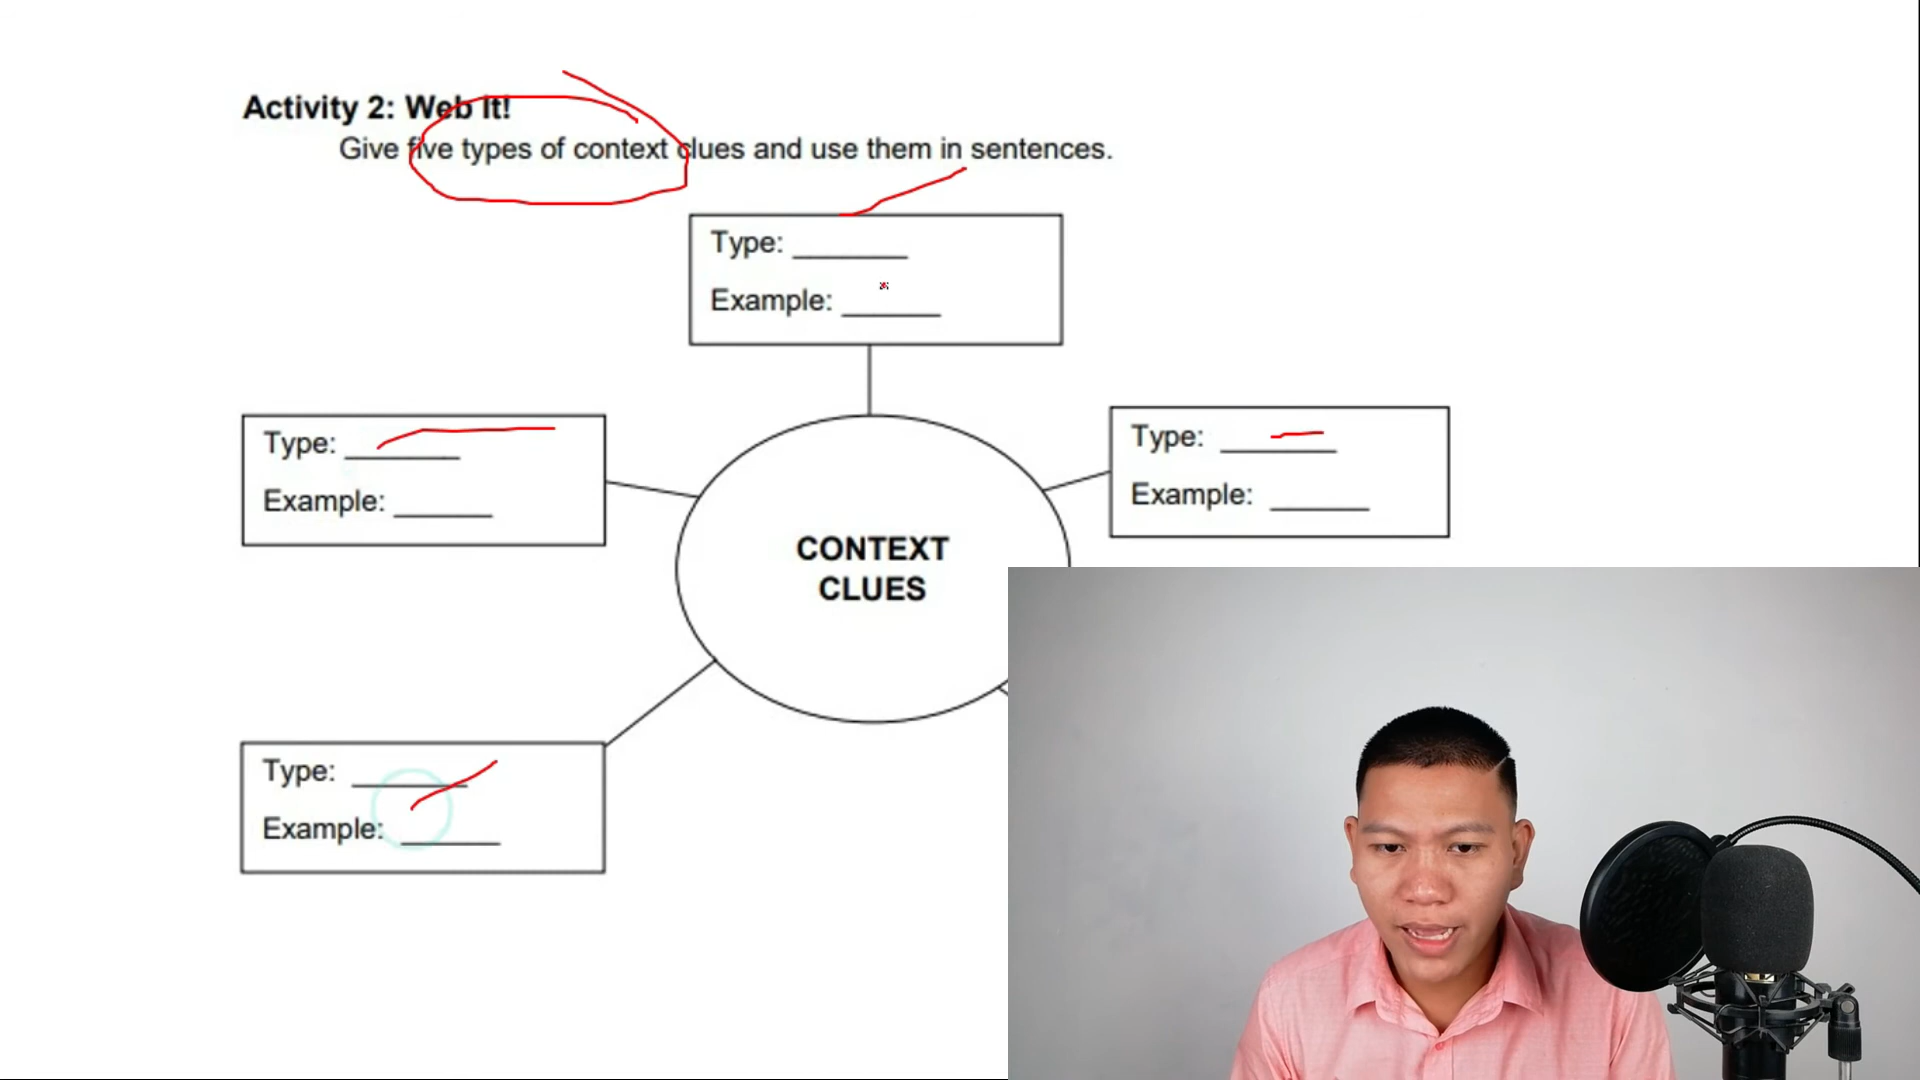 Activity 2: Web It!
Give five types of context clues and use them in sentences.
Type: ________
Example: _______
Type: ________
Example: _______
Type: ________
Example: _______
CONTEXT
CLUES
Type: ________
Example: _______